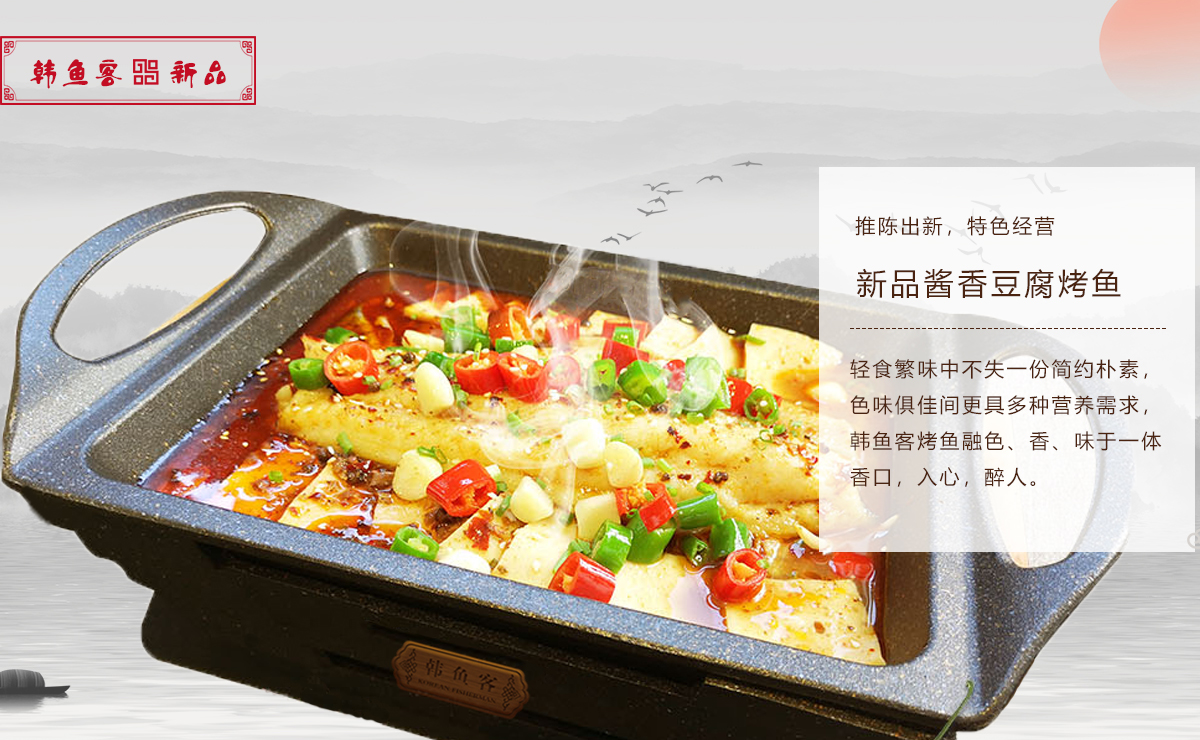 韩鱼客 新品
推陈出新，特色经营
新品酱香豆腐烤鱼
轻食繁味中不失一份简约朴素，
色味俱佳间更具多种营养需求，
韩鱼客烤鱼融色、香、味于一体
香口，入心，醉人。
韩鱼客